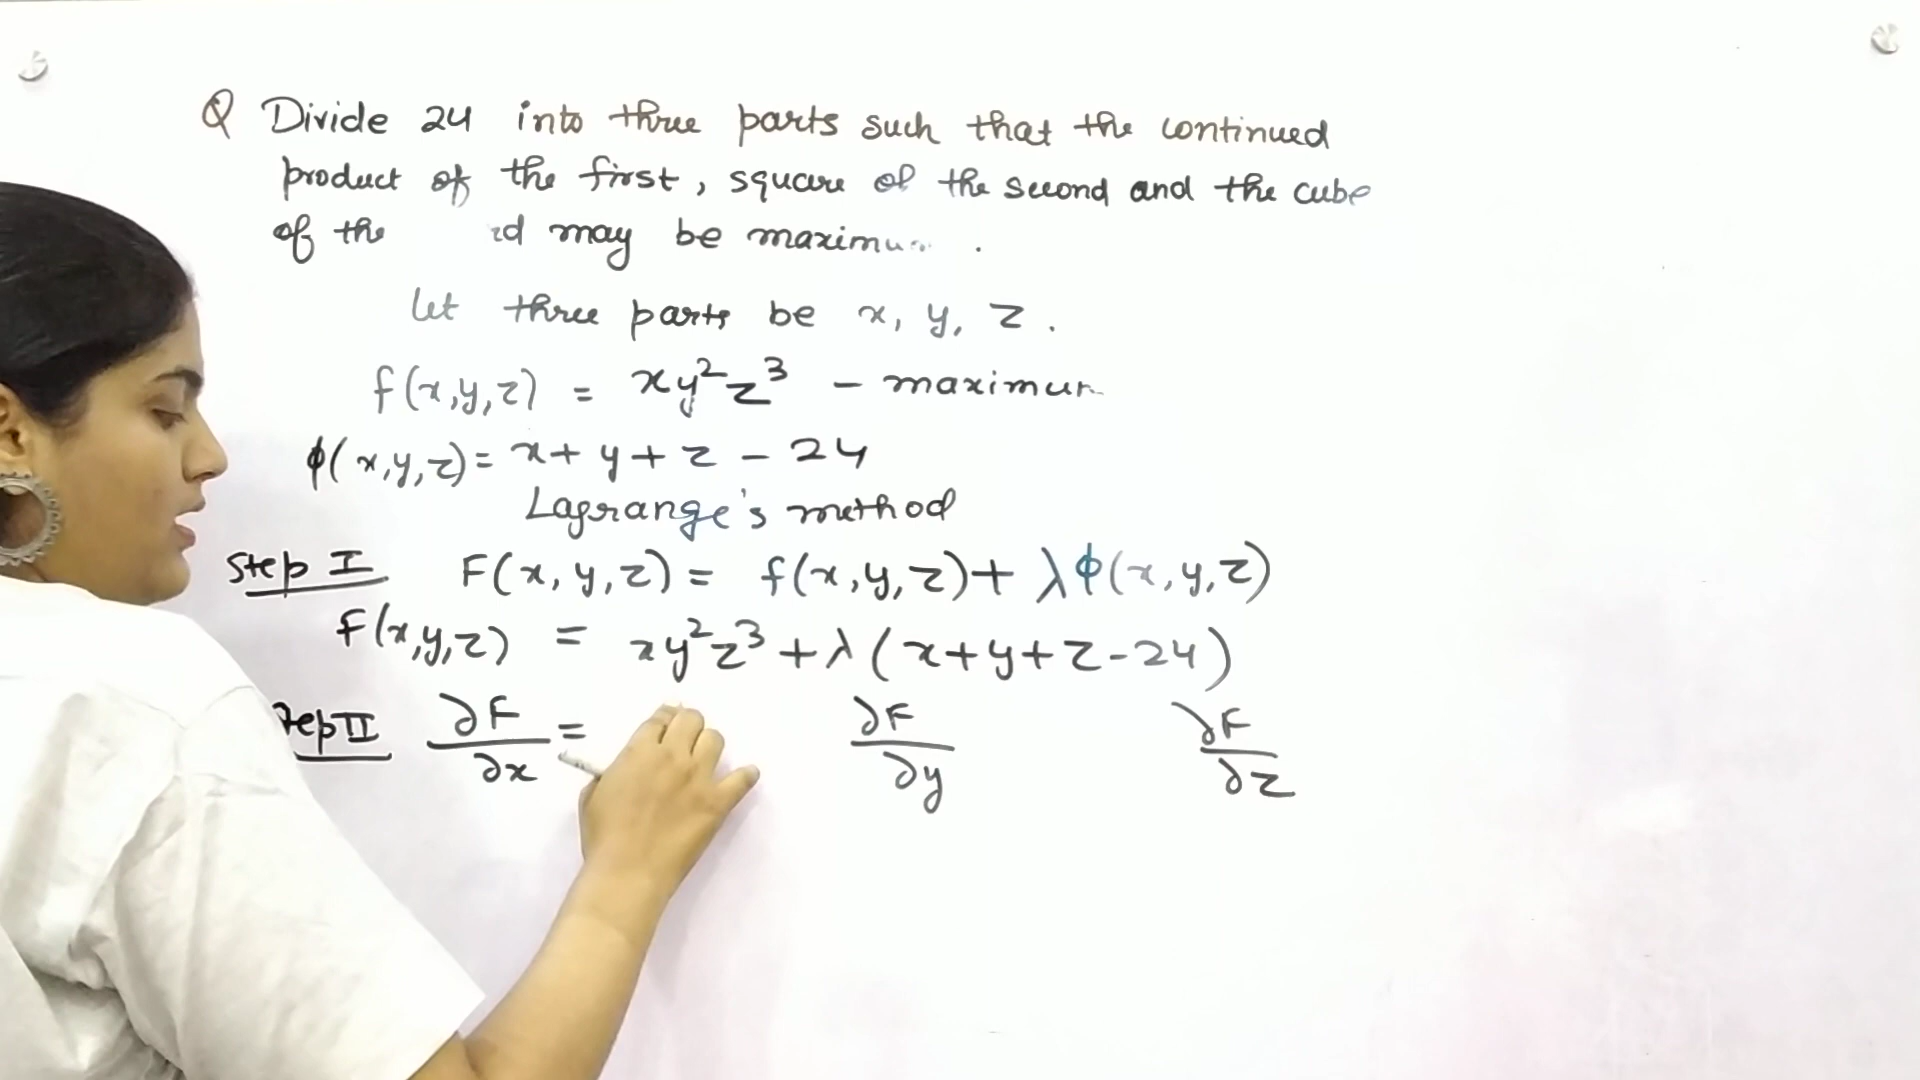 Q Divide 24 into three parts such that the continued
product of the first, square of the second and the cube
of the rd may be maximum .
Let three parts be x, y, z .
f(x,y,z) = xy²z³ - maximum
ϕ(x,y,z) = x + y + z - 24
Lagrange's method
Step I F(x, y, z) = f(x, y, z) + λϕ(x, y, z)
F(x,y,z) = xy²z³ + λ(x+y+z-24)
Step II ∂F/∂x = ∂F/∂y ∂F/∂z